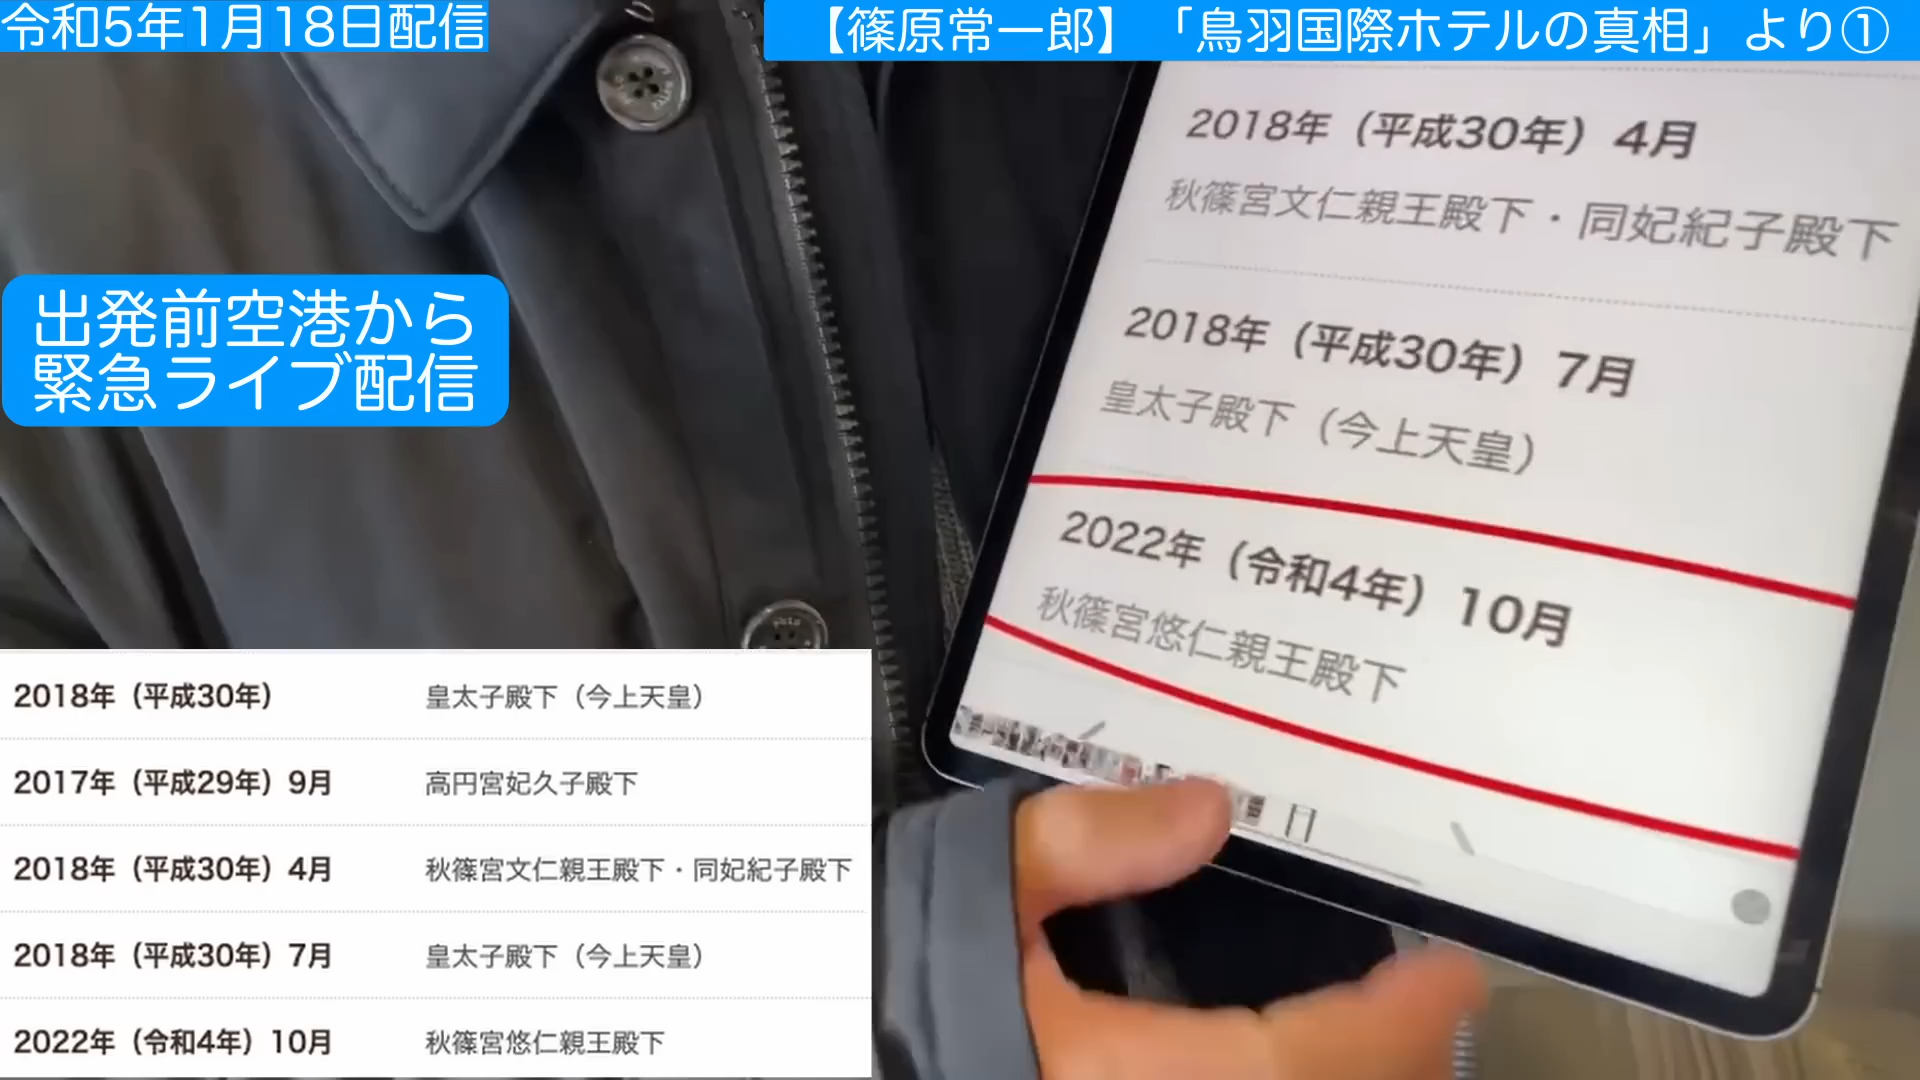 令和5年1月18日配信
【篠原常一郎】「鳥羽国際ホテルの真相」より①
出発前空港から
緊急ライブ配信
2018年（平成30年）4月
秋篠宮文仁親王殿下・同妃紀子殿下
2018年（平成30年）7月
皇太子殿下（今上天皇）
2022年（令和4年）10月
秋篠宮悠仁親王殿下
2018年（平成30年） 皇太子殿下（今上天皇）
2017年（平成29年）9月 高円宮妃久子殿下
2018年（平成30年）4月 秋篠宮文仁親王殿下・同妃紀子殿下
2018年（平成30年）7月 皇太子殿下（今上天皇）
2022年（令和4年）10月 秋篠宮悠仁親王殿下